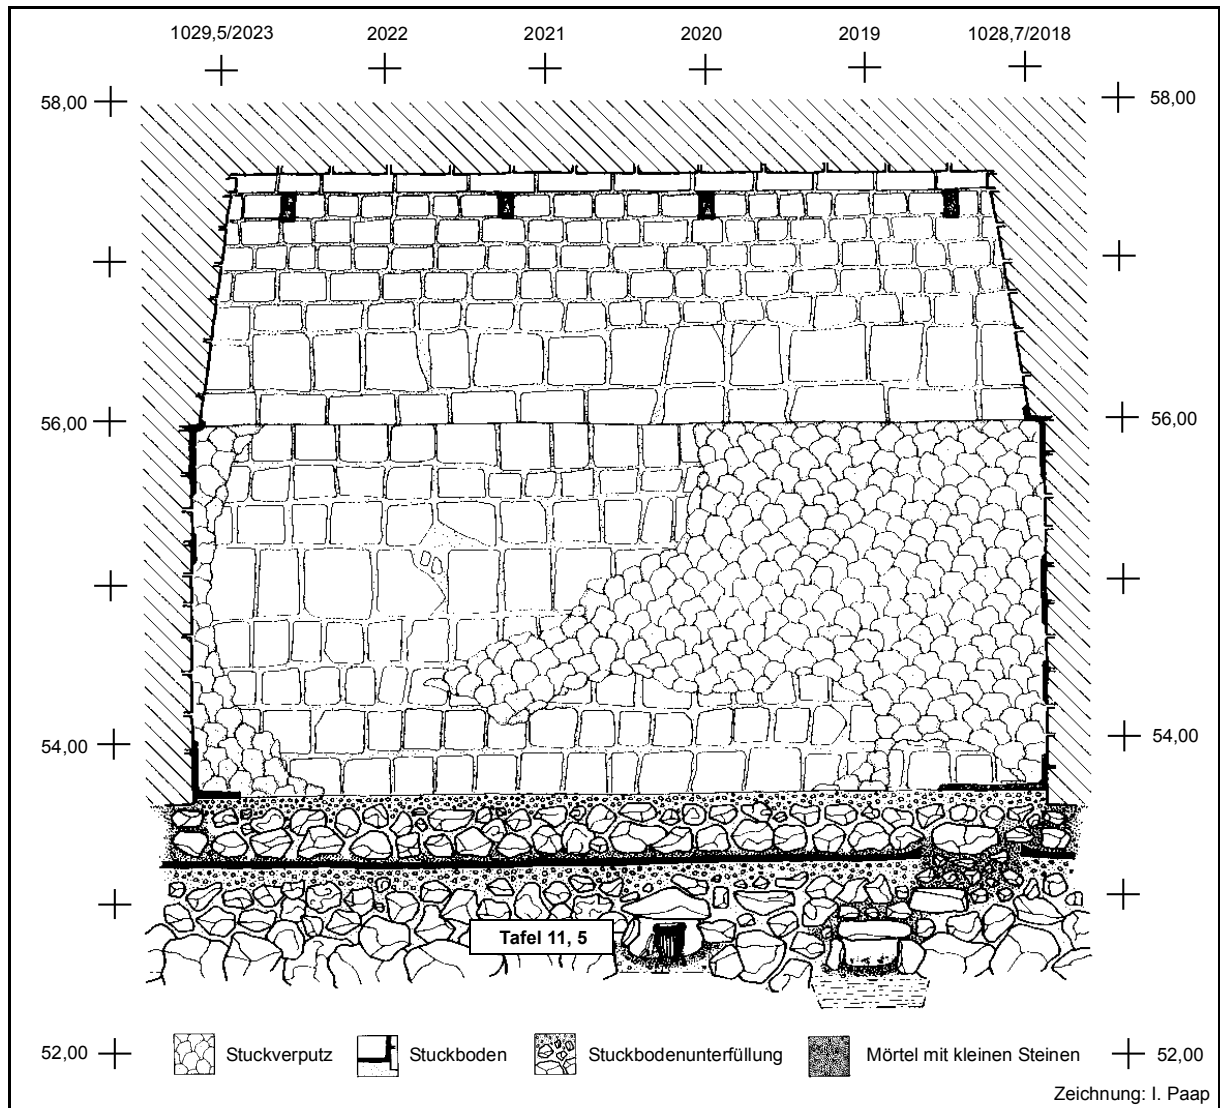 1029,5/2023 2022 2021 2020 2019 1028,7/2018
58,00 58,00
56,00 56,00
54,00 54,00
Tafel 11, 5
Stuckverputz Stuckboden Stuckbodenunterfüllung Mörtel mit kleinen Steinen
52,00 52,00
Zeichnung: I. Paap